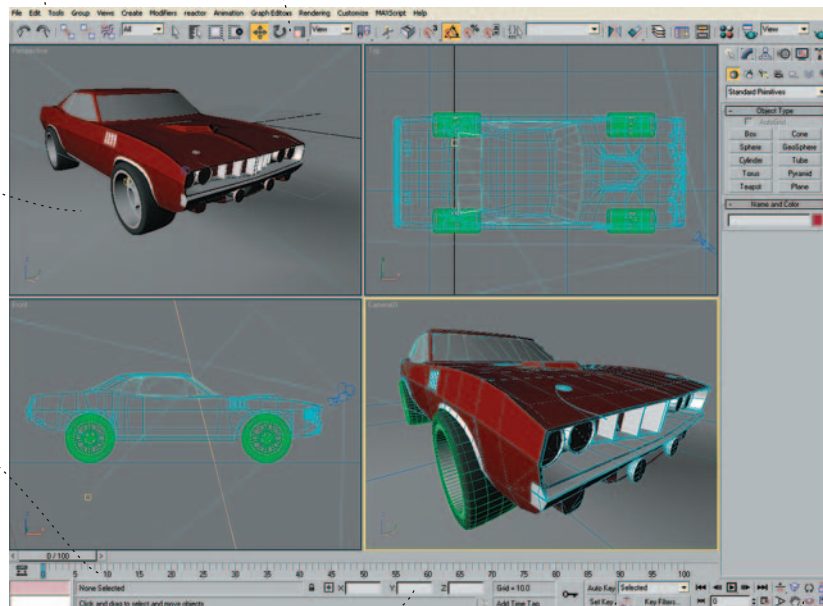 File Edit Tools Group Views Create Modifiers reactor Animation Graph Editors Rendering Customize MAXScript Help
All View View
Perspective
Top
Standard Primitives
- Object Type
AutoGrid
Box Cone
Sphere GeoSphere
Cylinder Tube
Torus Pyramid
Teapot Plane
- Name and Color
Front
0 / 100
0 5 10 15 20 25 30 35 40 45 50 55 60 65 70 75 80 85 90 95 100
None Selected X: Y: Z: Grid = 10.0 Auto Key Selected
Click and drag to select and move objects Add Time Tag Set Key Key Filters... 0